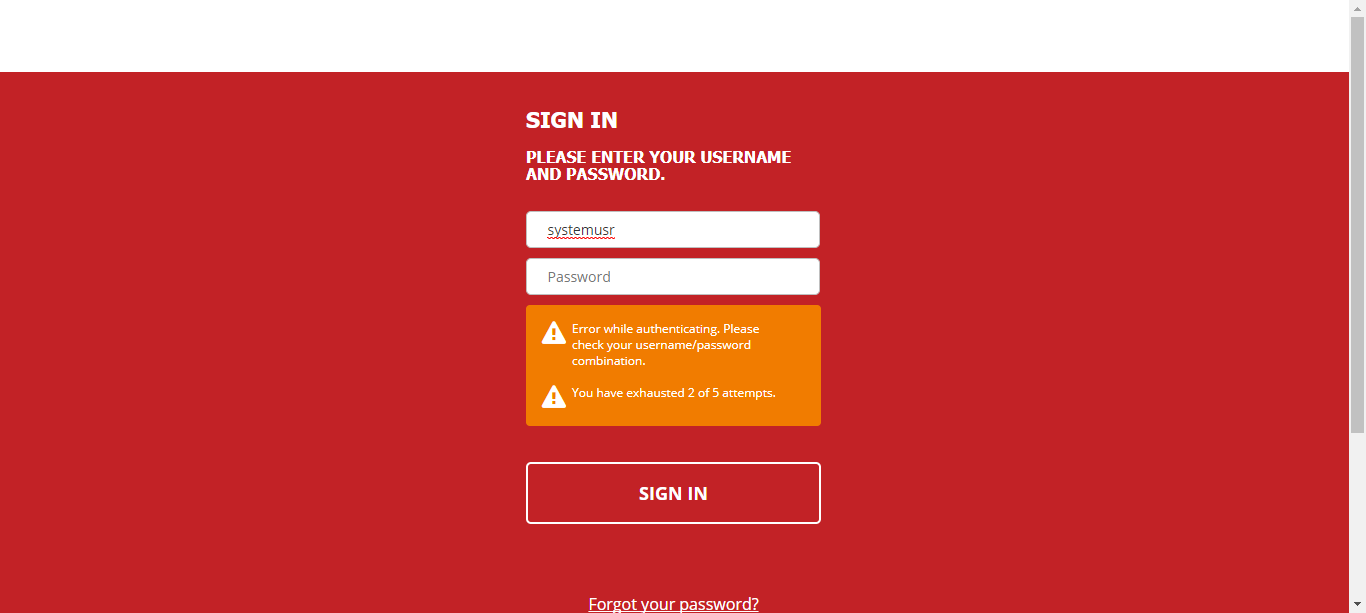 SIGN IN
PLEASE ENTER YOUR USERNAME
AND PASSWORD.
systemusr
Password
Error while authenticating. Please
check your username/password
combination.
You have exhausted 2 of 5 attempts.
SIGN IN
Forgot your password?